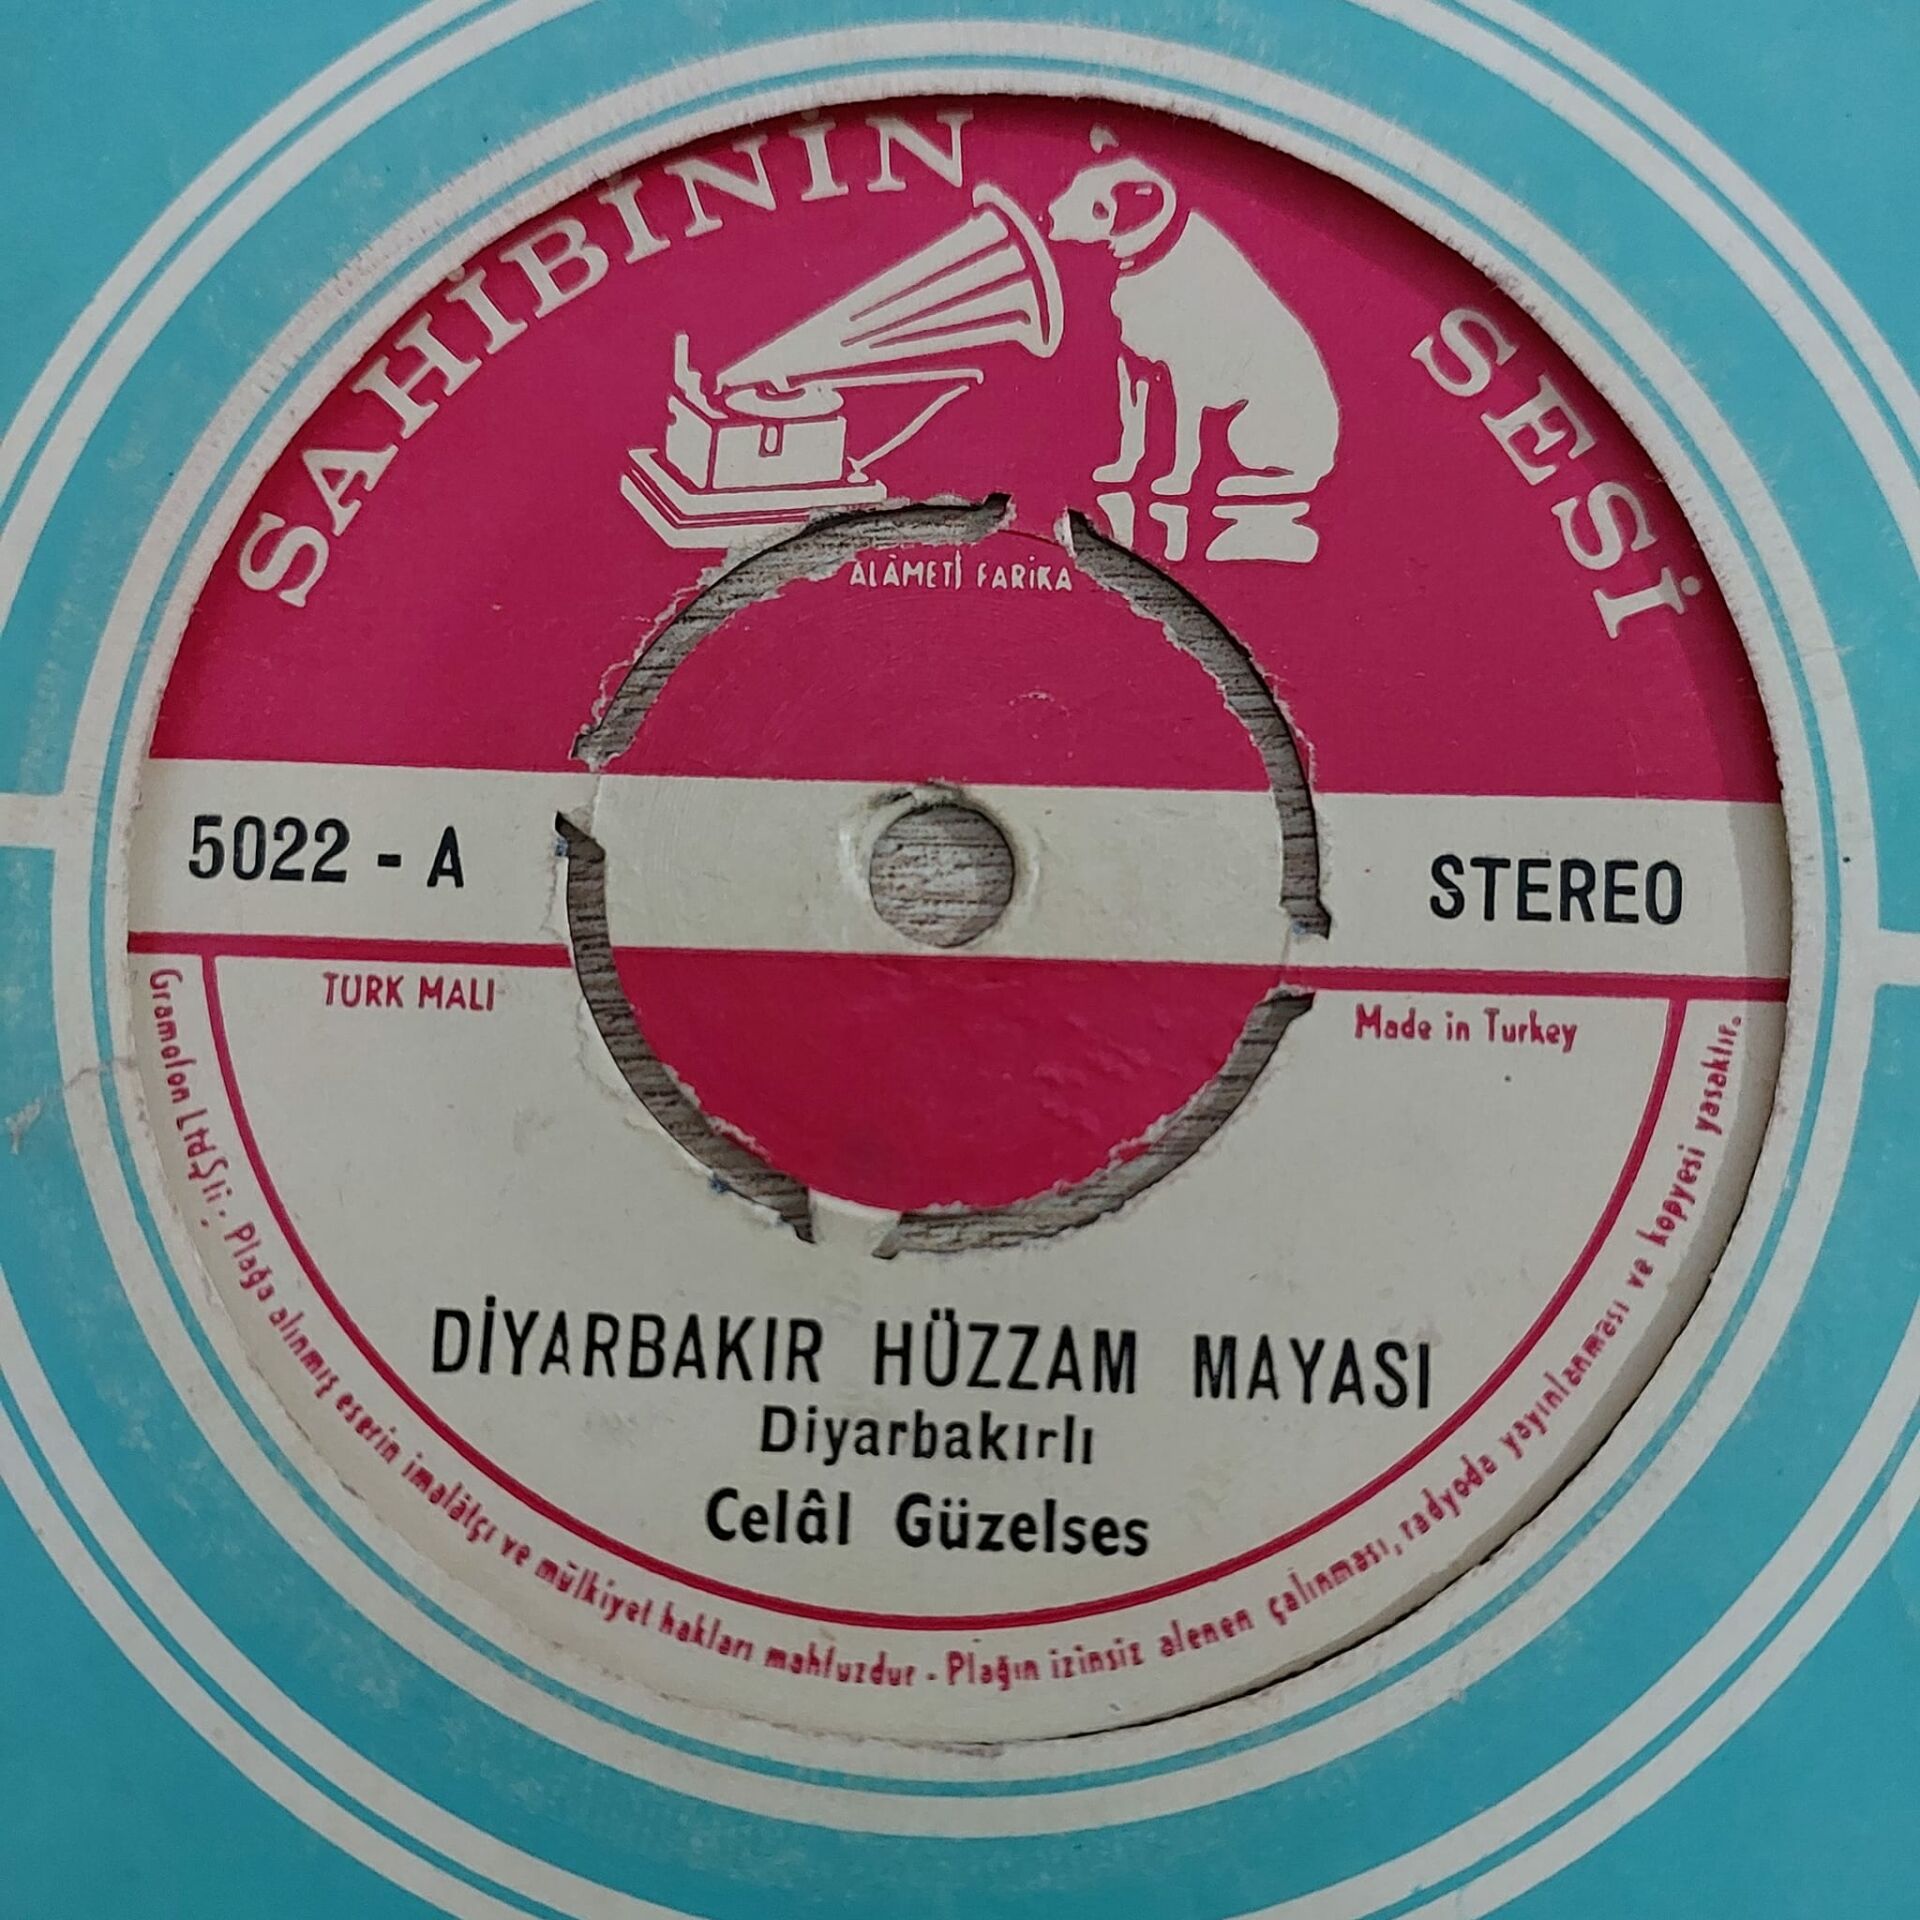 SAHİBİNİN SESİ
ALÂMETİ FARİKA
5022 - A
STEREO
TÜRK MALI
Made in Turkey
DİYARBAKIR HÜZZAM MAYASI
Diyarbakırlı
Celâl Güzelses
Gramofon Ltd Şti. Plağa alınmış eserin imalâtçı ve mülkiyet hakları mahfuzdur - Plağın izinsiz alenen çalınması, radyoda yayınlanması ve kopyesi yasaktır.